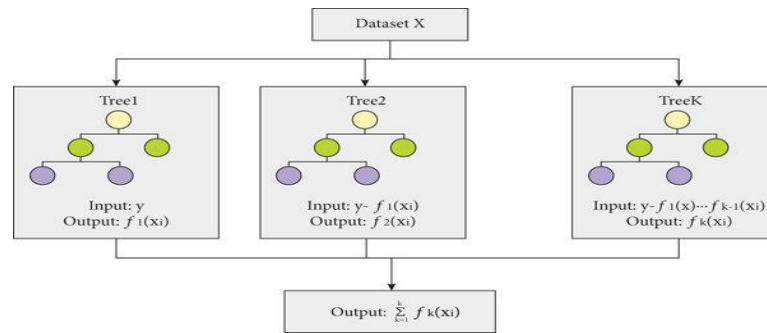 Dataset X
Tree1
Input: y
Output: f 1(xi)
Tree2
Input: y- f 1(xi)
Output: f 2(xi)
TreeK
Input: y-f 1(x)···f k-1(xi)
Output: f k(xi)
Output: k ∑ k=1 f k(xi)